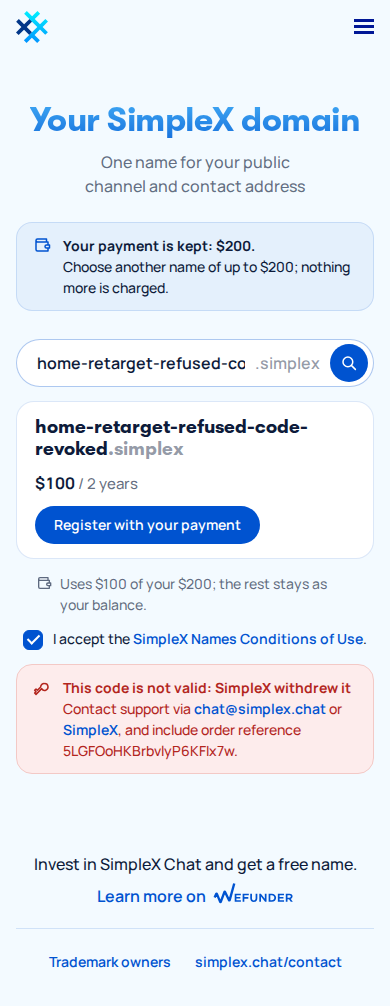 Your SimpleX domain
One name for your public
channel and contact address
Your payment is kept: $200.
Choose another name of up to $200; nothing
more is charged.
home-retarget-refused-co .simplex
home-retarget-refused-code-
revoked.simplex
$100 / 2 years
Register with your payment
Uses $100 of your $200; the rest stays as
your balance.
I accept the SimpleX Names Conditions of Use.
This code is not valid: SimpleX withdrew it
Contact support via chat@simplex.chat or
SimpleX, and include order reference
5LGFOoHKBrbvlyP6KFlx7w.
Invest in SimpleX Chat and get a free name.
Learn more on WEFUNDER
Trademark owners simplex.chat/contact